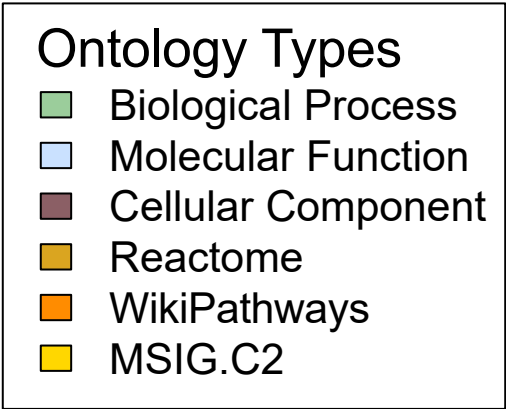 Ontology Types
Biological Process
Molecular Function
Cellular Component
Reactome
WikiPathways
MSIG.C2